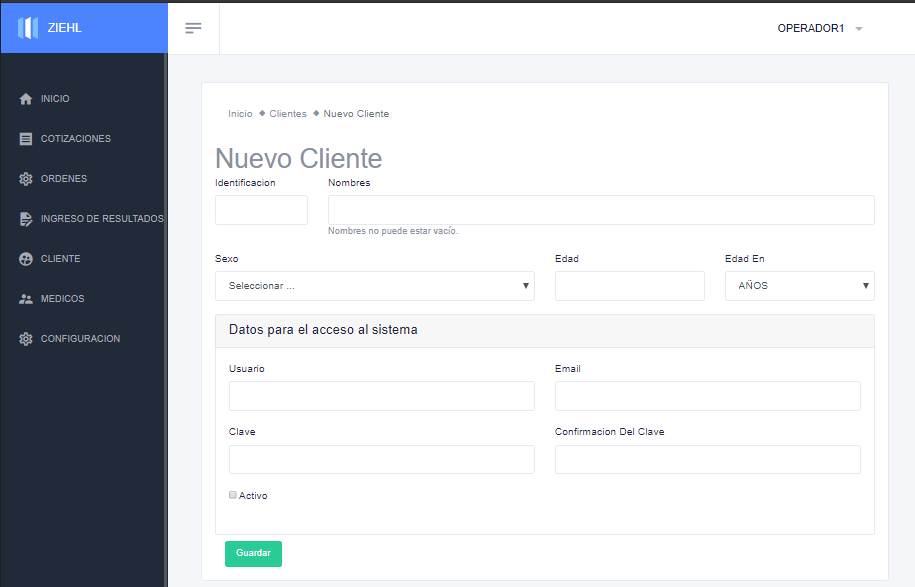 ZIEHL
OPERADOR1
INICIO
COTIZACIONES
ORDENES
INGRESO DE RESULTADOS
CLIENTE
MEDICOS
CONFIGURACION
Inicio ◆ Clientes ◆ Nuevo Cliente
Nuevo Cliente
Identificacion Nombres
Nombres no puede estar vacío.
Sexo Edad Edad En
Seleccionar ... AÑOS
Datos para el acceso al sistema
Usuario Email
Clave Confirmacion Del Clave
Activo
Guardar